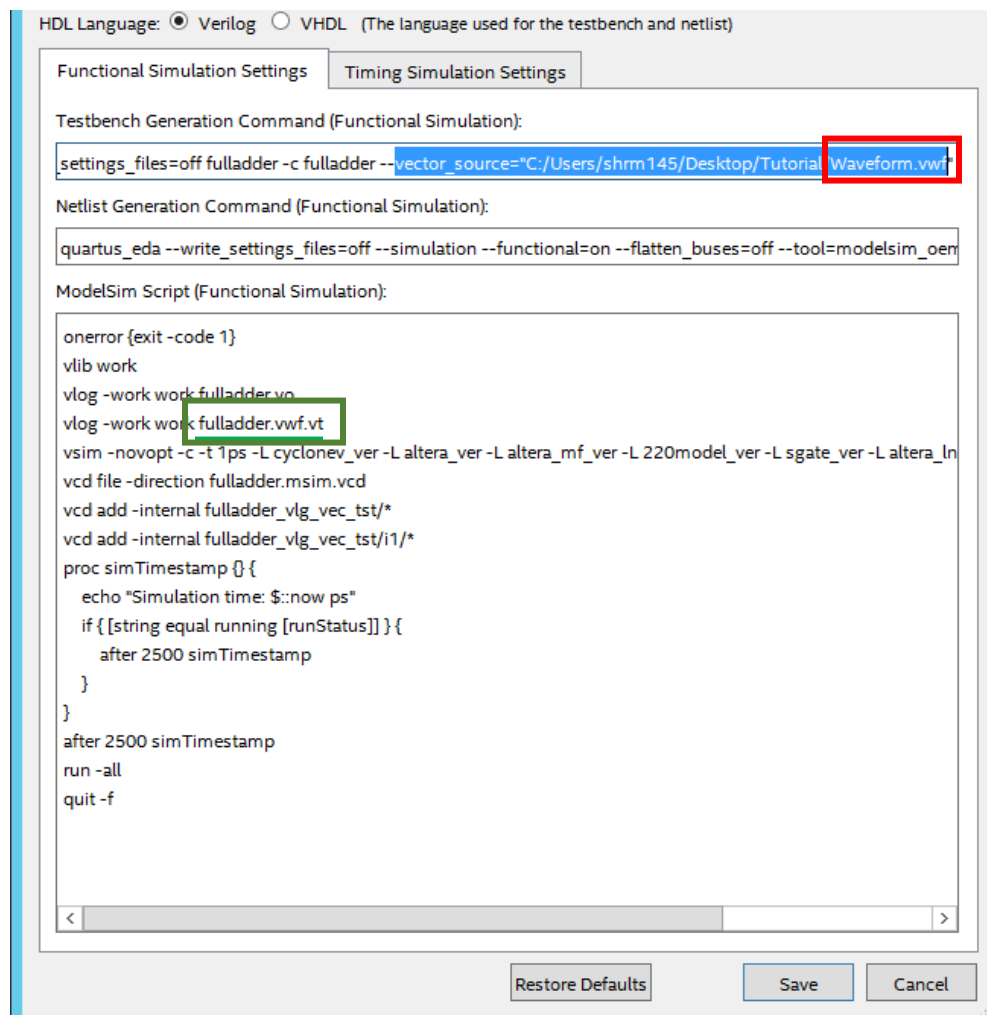 HDL Language: Verilog VHDL (The language used for the testbench and netlist)
Functional Simulation Settings Timing Simulation Settings
Testbench Generation Command (Functional Simulation):
_settings_files=off fulladder -c fulladder --vector_source="C:/Users/shrm145/Desktop/Tutorial/Waveform.vwf"
Netlist Generation Command (Functional Simulation):
quartus_eda --write_settings_files=off --simulation --functional=on --flatten_buses=off --tool=modelsim_oem
ModelSim Script (Functional Simulation):
onerror {exit -code 1}
vlib work
vlog -work work fulladder.vo
vlog -work work fulladder.vwf.vt
vsim -novopt -c -t 1ps -L cyclonev_ver -L altera_ver -L altera_mf_ver -L 220model_ver -L sgate_ver -L altera_ln
vcd file -direction fulladder.msim.vcd
vcd add -internal fulladder_vlg_vec_tst/*
vcd add -internal fulladder_vlg_vec_tst/i1/*
proc simTimestamp {} {
echo "Simulation time: $::now ps"
if { [string equal running [runStatus]] } {
after 2500 simTimestamp
}
}
after 2500 simTimestamp
run -all
quit -f
Restore Defaults Save Cancel